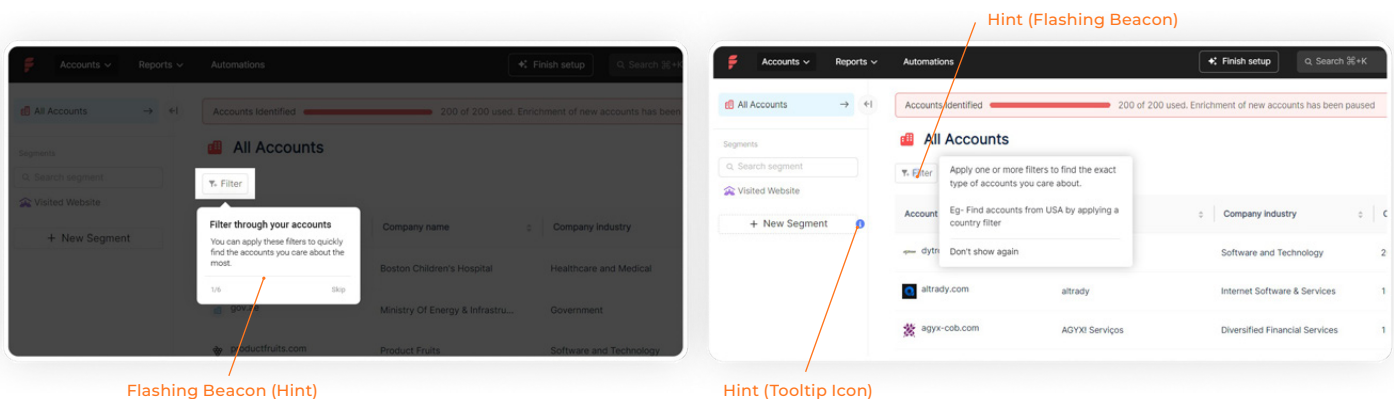 Hint (Flashing Beacon)
Accounts
Reports
Automations
Finish setup
Search ⌘+K
All Accounts
Accounts Identified
200 of 200 used. Enrichment of new accounts has been
Segments
All Accounts
Search segment
Filter
Visited Website
Filter through your accounts
You can apply these filters to quickly
find the accounts you care about the
most.
1/6
Skip
+ New Segment
Company name
Company industry
Boston Children's Hospital
Healthcare and Medical
Ministry Of Energy & Infrastru...
Government
productfruits.com
Product Fruits
Software and Technology
Flashing Beacon (Hint)
Accounts
Reports
Automations
Finish setup
Search ⌘+K
All Accounts
Accounts Identified
200 of 200 used. Enrichment of new accounts has been paused
Segments
All Accounts
Search segment
Filter
Visited Website
Apply one or more filters to find the exact
type of accounts you care about.
Eg- Find accounts from USA by applying a
country filter
Don't show again
+ New Segment
Account
Company industry
Software and Technology
altrady.com
altrady
Internet Software & Services
agyx-cob.com
AGYX! Serviços
Diversified Financial Services
Hint (Tooltip Icon)